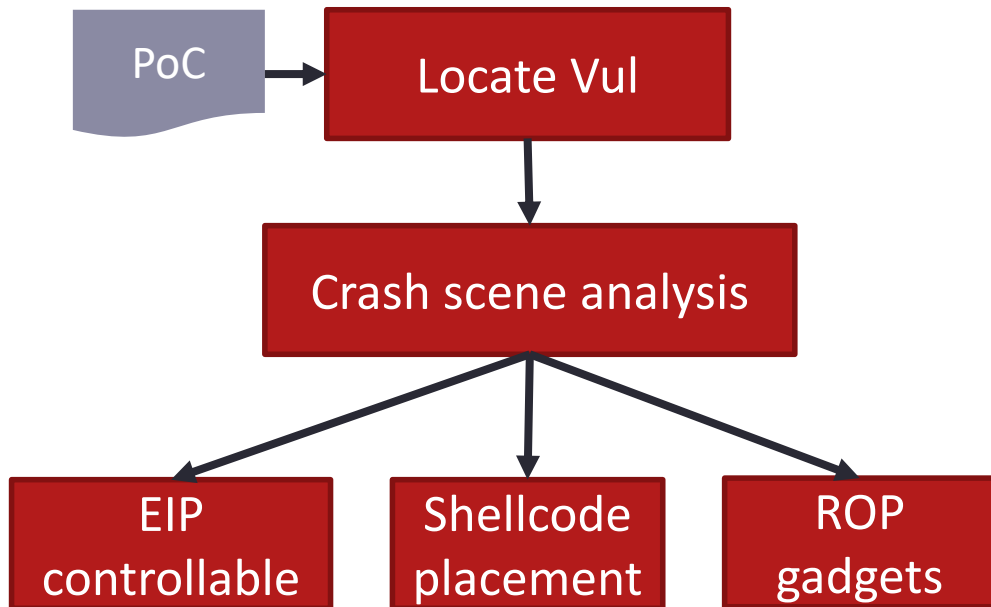 PoC
Locate Vul
Crash scene analysis
EIP
controllable
Shellcode
placement
ROP
gadgets